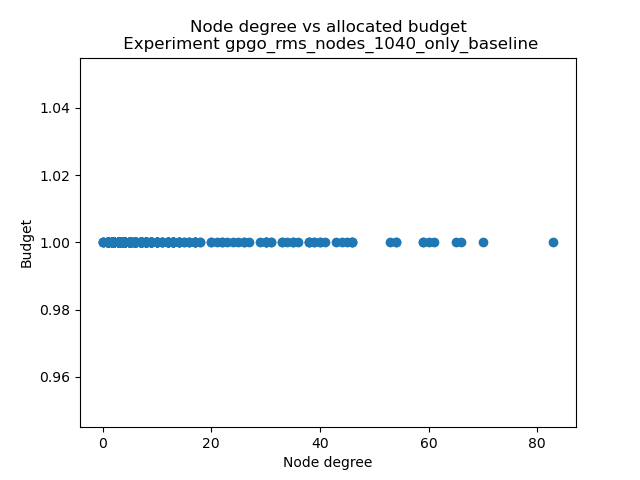 Node degree vs allocated budget
Experiment gpgo_rms_nodes_1040_only_baseline
1.04
1.02
1.00
0.98
0.96
Budget
0 20 40 60 80
Node degree